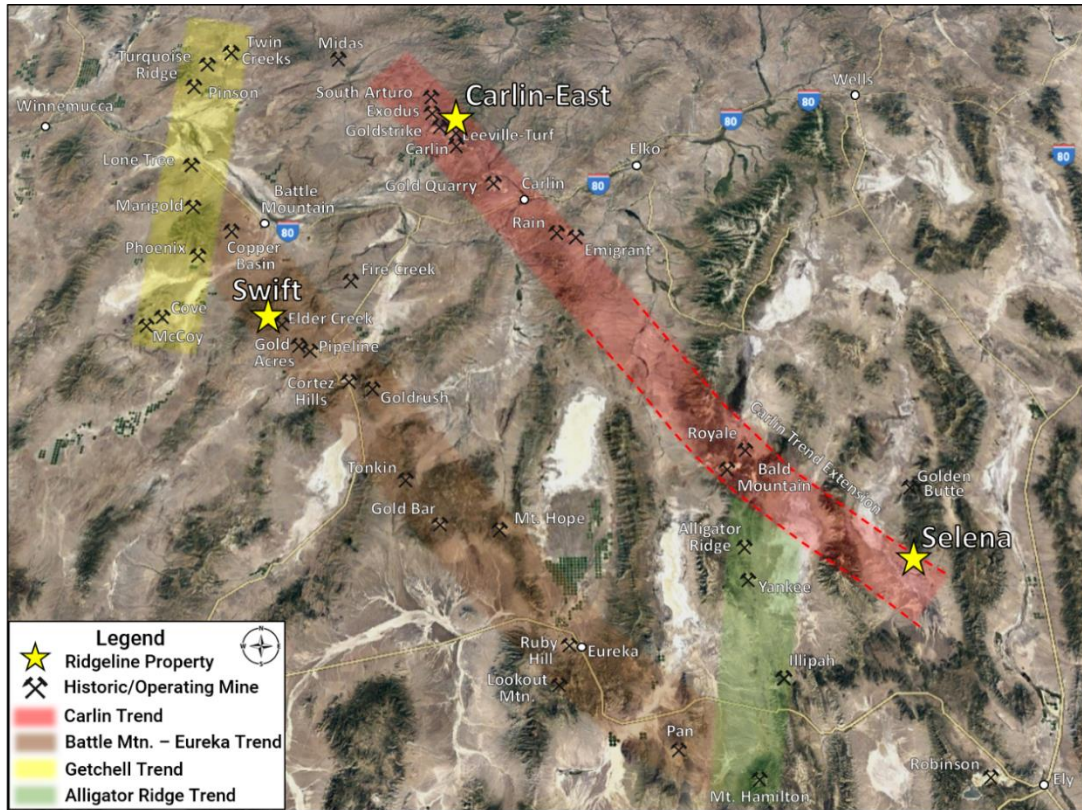 Midas
Twin
Creeks
Turquoise
Ridge
Pinson
Winnemucca
South Arturo
Exodus
Goldstrike
Carlin
Carlin-East
Leeville-Turf
Wells
80
80
80
Elko
80
Lone Tree
Gold Quarry
Carlin
Battle
Mountain
80
Marigold
Rain
Emigrant
Phoenix
Copper
Basin
Fire Creek
Swift
Cove
McCoy
Elder Creek
Gold
Acres
Pipeline
Cortez
Hills
Goldrush
Royale
Carlin Trend Extension
Bald
Mountain
Golden
Butte
Tonkin
Gold Bar
Mt. Hope
Alligator
Ridge
Selena
Yankee
Ruby
Hill
Eureka
Lookout
Mtn.
Illipah
Pan
Mt. Hamilton
Robinson
Ely
Legend
N
E
S
W
Ridgeline Property
Historic/Operating Mine
Carlin Trend
Battle Mtn. – Eureka Trend
Getchell Trend
Alligator Ridge Trend